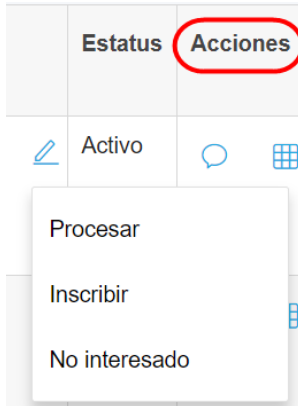 Estatus Acciones
Activo
Procesar
Inscribir
No interesado